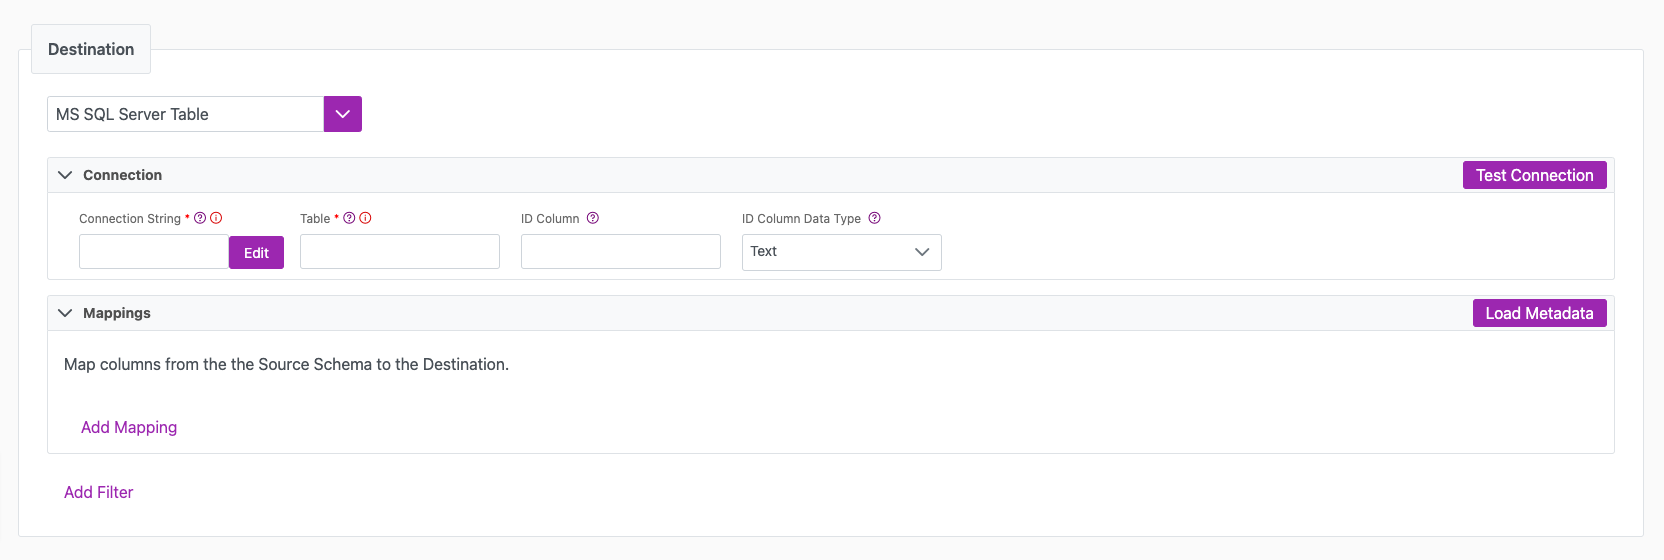 Destination
MS SQL Server Table
Connection
Test Connection
Connection String * Table * ID Column ID Column Data Type
Edit Text
Mappings
Load Metadata
Map columns from the the Source Schema to the Destination.
Add Mapping
Add Filter